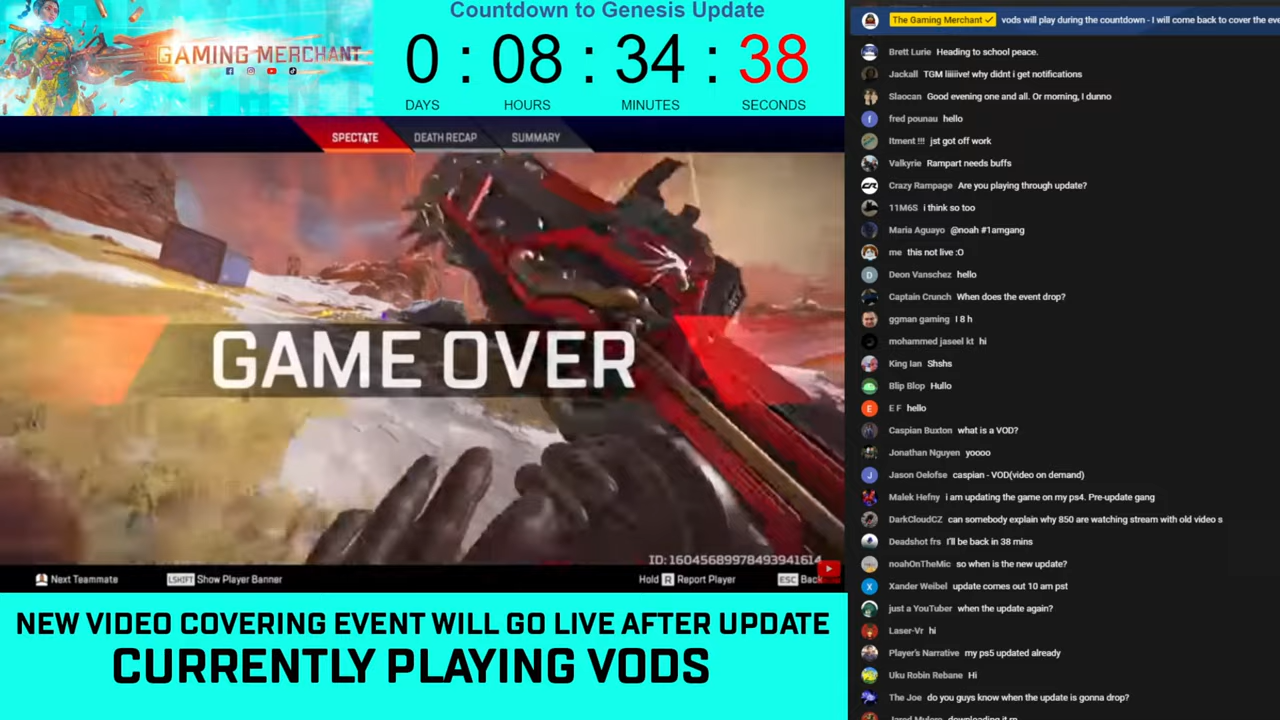 GAMING MERCHANT
Countdown to Genesis Update
0 : 08 : 34 : 38
DAYS HOURS MINUTES SECONDS
SPECTATE DEATH RECAP SUMMARY
GAME OVER
ID: 16045689978493941614
Next Teammate LSHIFT Show Player Banner Hold R Report Player ESC Back
NEW VIDEO COVERING EVENT WILL GO LIVE AFTER UPDATE
CURRENTLY PLAYING VODS
The Gaming Merchant vods will play during the countdown - I will come back to cover the eve
Brett Lurie Heading to school peace.
Jackall TGM liiiiive! why didnt i get notifications
Slaocan Good evening one and all. Or morning, I dunno
fred pounau hello
Itment !!! jst got off work
Valkyrie Rampart needs buffs
Crazy Rampage Are you playing through update?
11M6S i think so too
Maria Aguayo @noah #1amgang
me this not live :O
Deon Vanschez hello
Captain Crunch When does the event drop?
ggman gaming I 8 h
mohammed jaseel kt hi
King Ian Shshs
Blip Blop Hullo
E F hello
Caspian Buxton what is a VOD?
Jonathan Nguyen yoooo
Jason Oelofse caspian - VOD(video on demand)
Malek Hefny i am updating the game on my ps4. Pre-update gang
DarkCloudCZ can somebody explain why 850 are watching stream with old video s
Deadshot frs I'll be back in 38 mins
noahOnTheMic so when is the new update?
Xander Weibel update comes out 10 am pst
just a YouTuber when the update again?
Laser-Vr hi
Player's Narrative my ps5 updated already
Uku Robin Rebane Hi
The Joe do you guys know when the update is gonna drop?